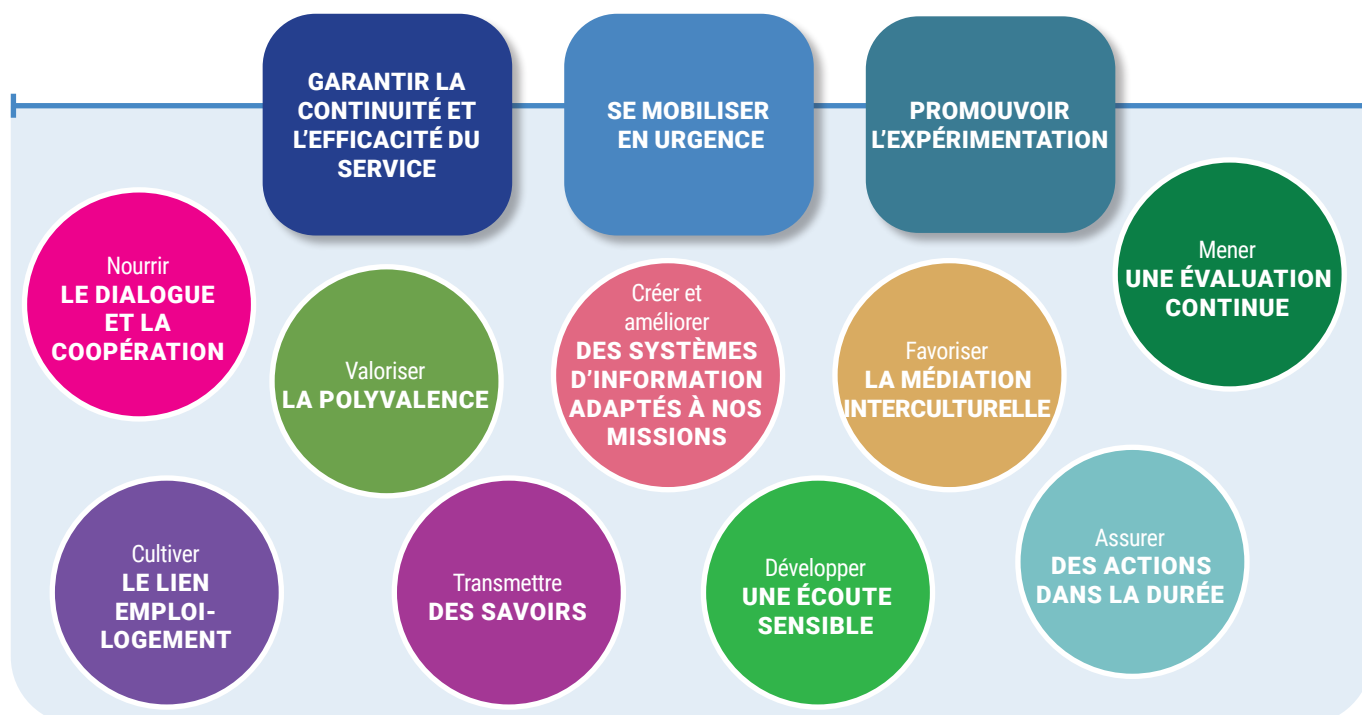 GARANTIR LA
CONTINUITÉ ET
L'EFFICACITÉ DU
SERVICE
SE MOBILISER
EN URGENCE
PROMOUVOIR
L'EXPÉRIMENTATION
Nourrir
LE DIALOGUE
ET LA
COOPÉRATION
Valoriser
LA POLYVALENCE
Créer et
améliorer
DES SYSTÈMES
D'INFORMATION
ADAPTÉS À NOS
MISSIONS
Favoriser
LA MÉDIATION
INTERCULTURELLE
Mener
UNE ÉVALUATION
CONTINUE
Cultiver
LE LIEN
EMPLOI-
LOGEMENT
Transmettre
DES SAVOIRS
Développer
UNE ÉCOUTE
SENSIBLE
Assurer
DES ACTIONS
DANS LA DURÉE